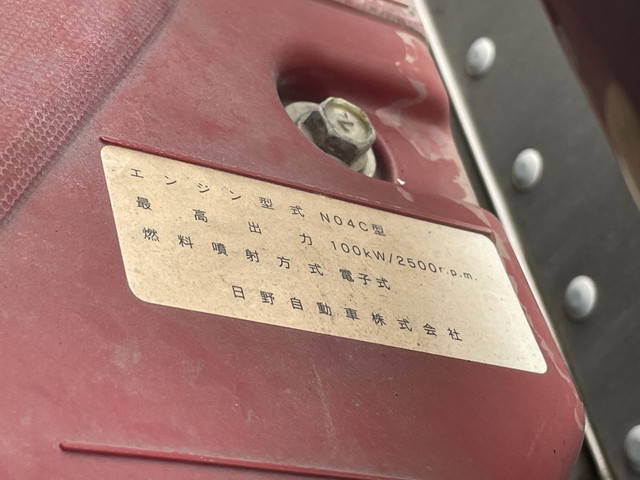 エンジン型式 N04C型
最高出力 100kW/2500r.p.m.
燃料噴射方式 電子式
日野自動車株式会社